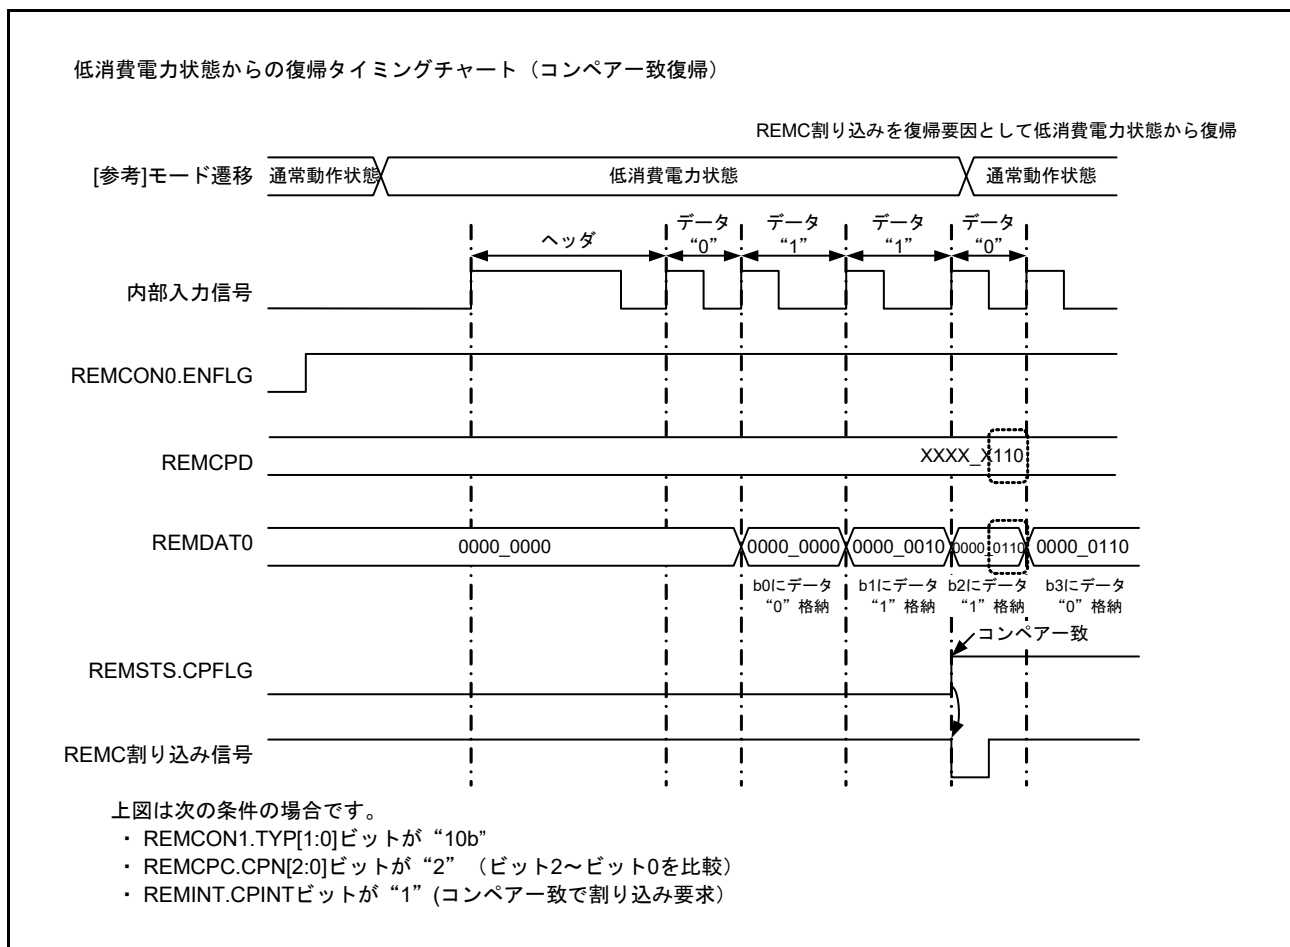 低消費電力状態からの復帰タイミングチャート（コンペア一致復帰）
REMC割り込みを復帰要因として低消費電力状態から復帰
[参考]モード遷移 通常動作状態 低消費電力状態 通常動作状態
ヘッダ データ “0” データ “1” データ “1” データ “0”
内部入力信号
REMCON0.ENFLG
REMCPD XXXX_X110
REMDAT0 0000_0000 0000_0000 0000_0010 0000_0110 0000_0110
b0にデータ b1にデータ b2にデータ b3にデータ
“0” 格納 “1” 格納 “1” 格納 “0” 格納
コンペア一致
REMSTS.CPFLG
REMC割り込み信号
上図は次の条件の場合です。
・ REMCON1.TYP[1:0]ビットが “10b”
・ REMCPC.CPN[2:0]ビットが “2” （ビット2～ビット0を比較）
・ REMINT.CPINTビットが “1” (コンペア一致で割り込み要求）